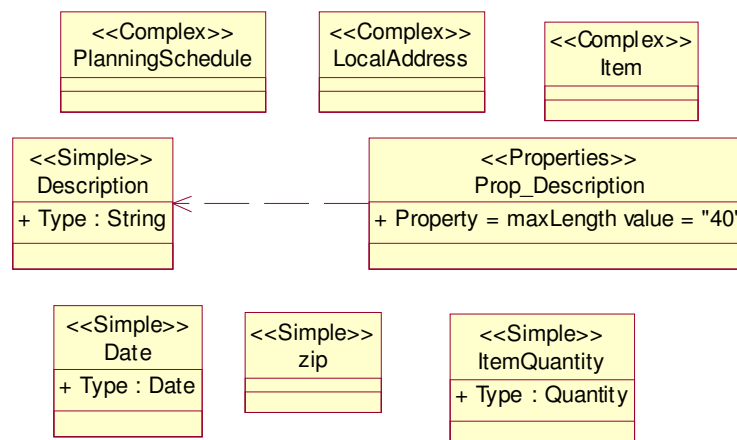 <<Complex>>
PlanningSchedule
<<Complex>>
LocalAddress
<<Complex>>
Item
<<Simple>>
Description
+ Type : String
<<Properties>>
Prop_Description
+ Property = maxLength value = "40"
<<Simple>>
Date
+ Type : Date
<<Simple>>
zip
<<Simple>>
ItemQuantity
+ Type : Quantity